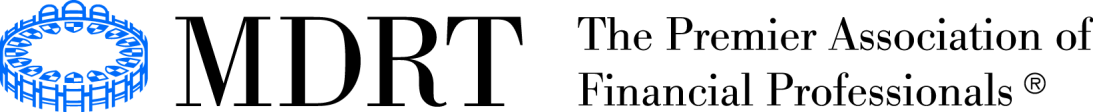 MDRT
The Premier Association of
Financial Professionals ®